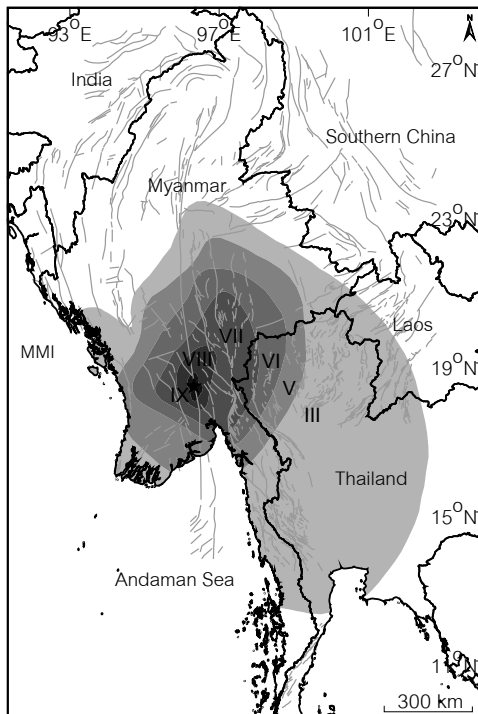 93°E 97°E 101°E N
27°N
India
Southern China
Myanmar
23°N
Laos
MMI
VII
VIII
VI
19°N
IX
V
III
Thailand
15°N
Andaman Sea
11°N
300 km